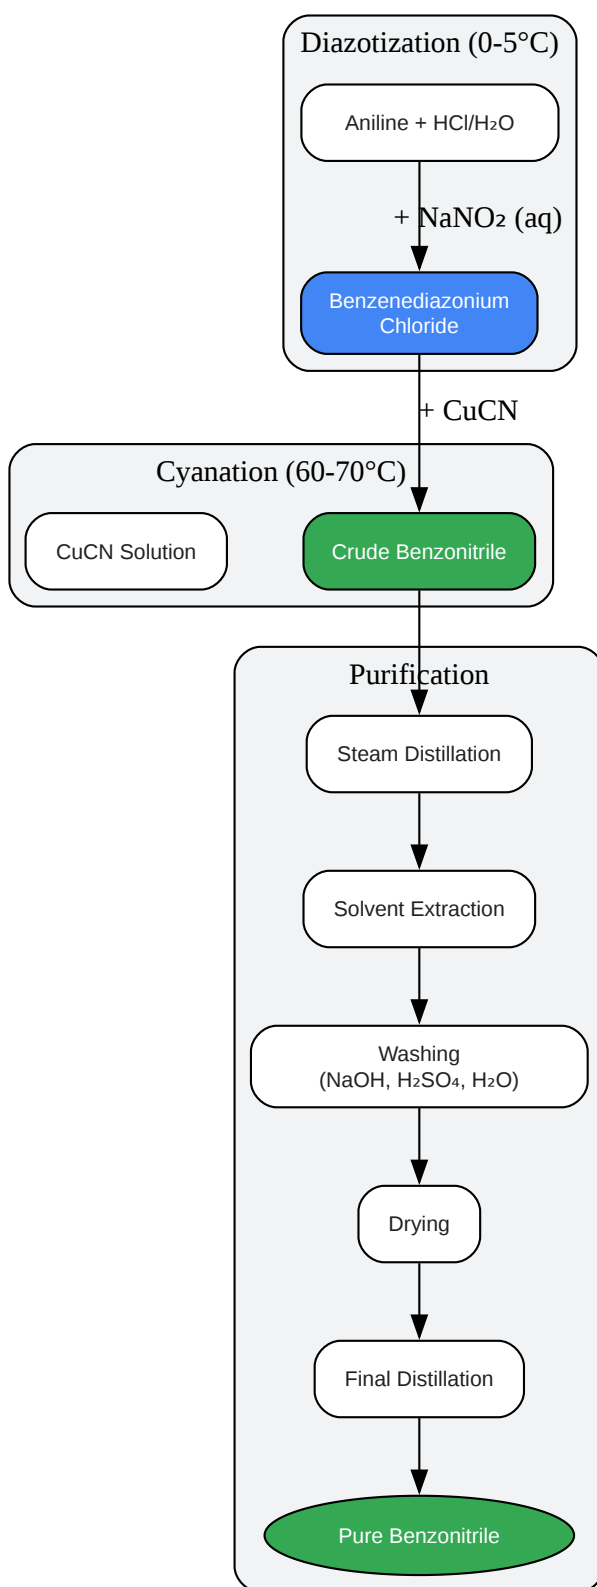 Diazotization (0-5°C)
Aniline + HCl/H₂O
+ NaNO₂ (aq)
Benzenediazonium
Chloride
+ CuCN
Cyanation (60-70°C)
CuCN Solution
Crude Benzonitrile
Purification
Steam Distillation
Solvent Extraction
Washing
(NaOH, H₂SO₄, H₂O)
Drying
Final Distillation
Pure Benzonitrile